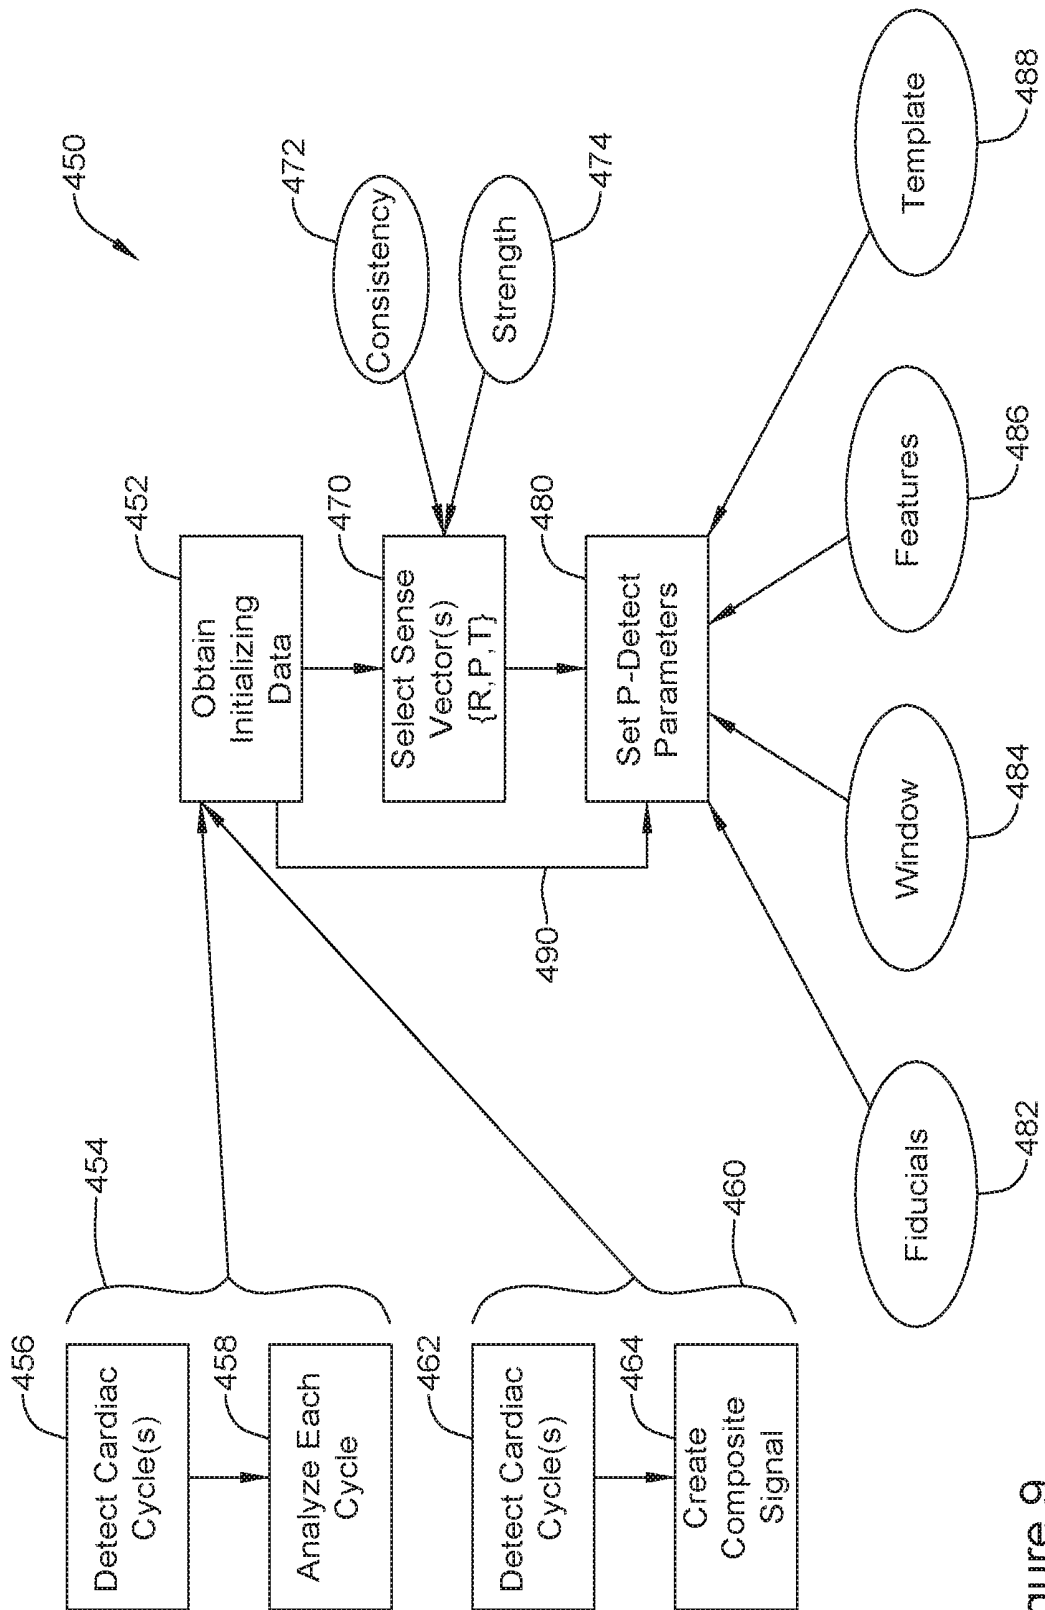 450
452
Obtain
Initializing
Data
454
456
Detect Cardiac
Cycle(s)
458
Analyze Each
Cycle
460
462
Detect Cardiac
Cycle(s)
464
Create
Composite
Signal
470
Select Sense
Vector(s)
{R,P,T}
472
Consistency
474
Strength
480
Set P-Detect
Parameters
490
Fiducials
482
Window
484
Features
486
Template
488